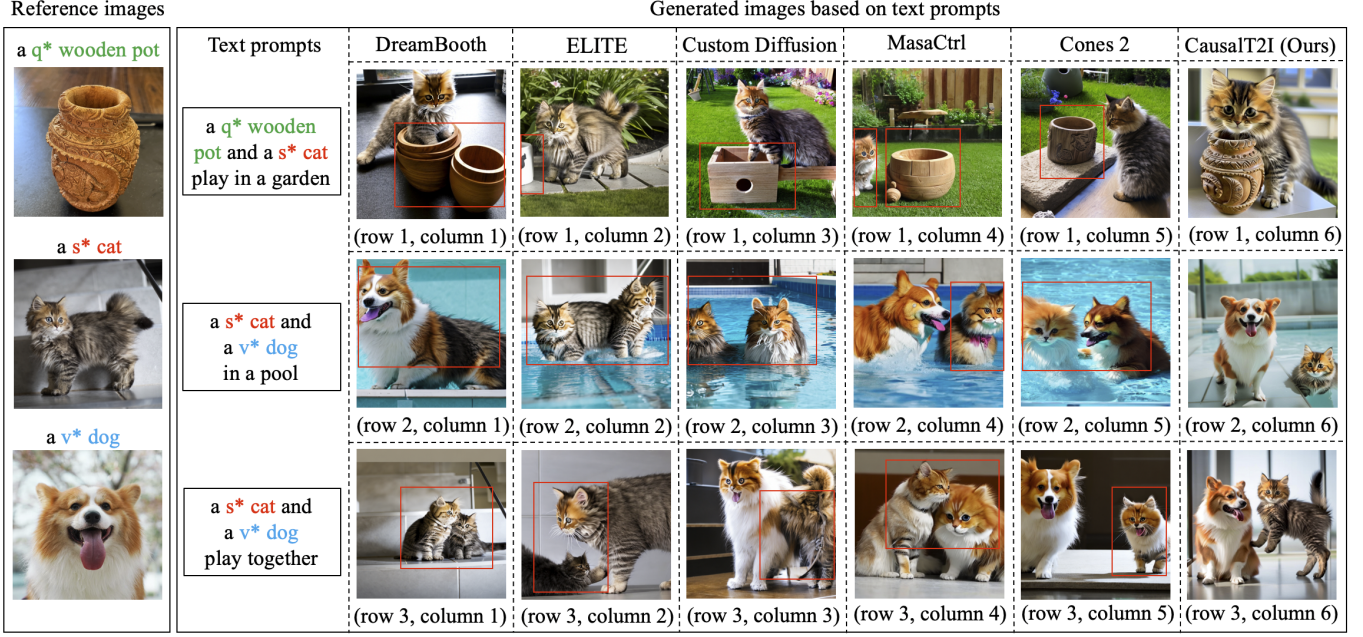 Reference images
Generated images based on text prompts
a q* wooden pot
a s* cat
a v* dog
Text prompts
DreamBooth
ELITE
Custom Diffusion
MasaCtrl
Cones 2
CausalT2I (Ours)
a q* wooden
pot and a s* cat
play in a garden
(row 1, column 1)
(row 1, column 2)
(row 1, column 3)
(row 1, column 4)
(row 1, column 5)
(row 1, column 6)
a s* cat and
a v* dog
in a pool
(row 2, column 1)
(row 2, column 2)
(row 2, column 3)
(row 2, column 4)
(row 2, column 5)
(row 2, column 6)
a s* cat and
a v* dog
play together
(row 3, column 1)
(row 3, column 2)
(row 3, column 3)
(row 3, column 4)
(row 3, column 5)
(row 3, column 6)